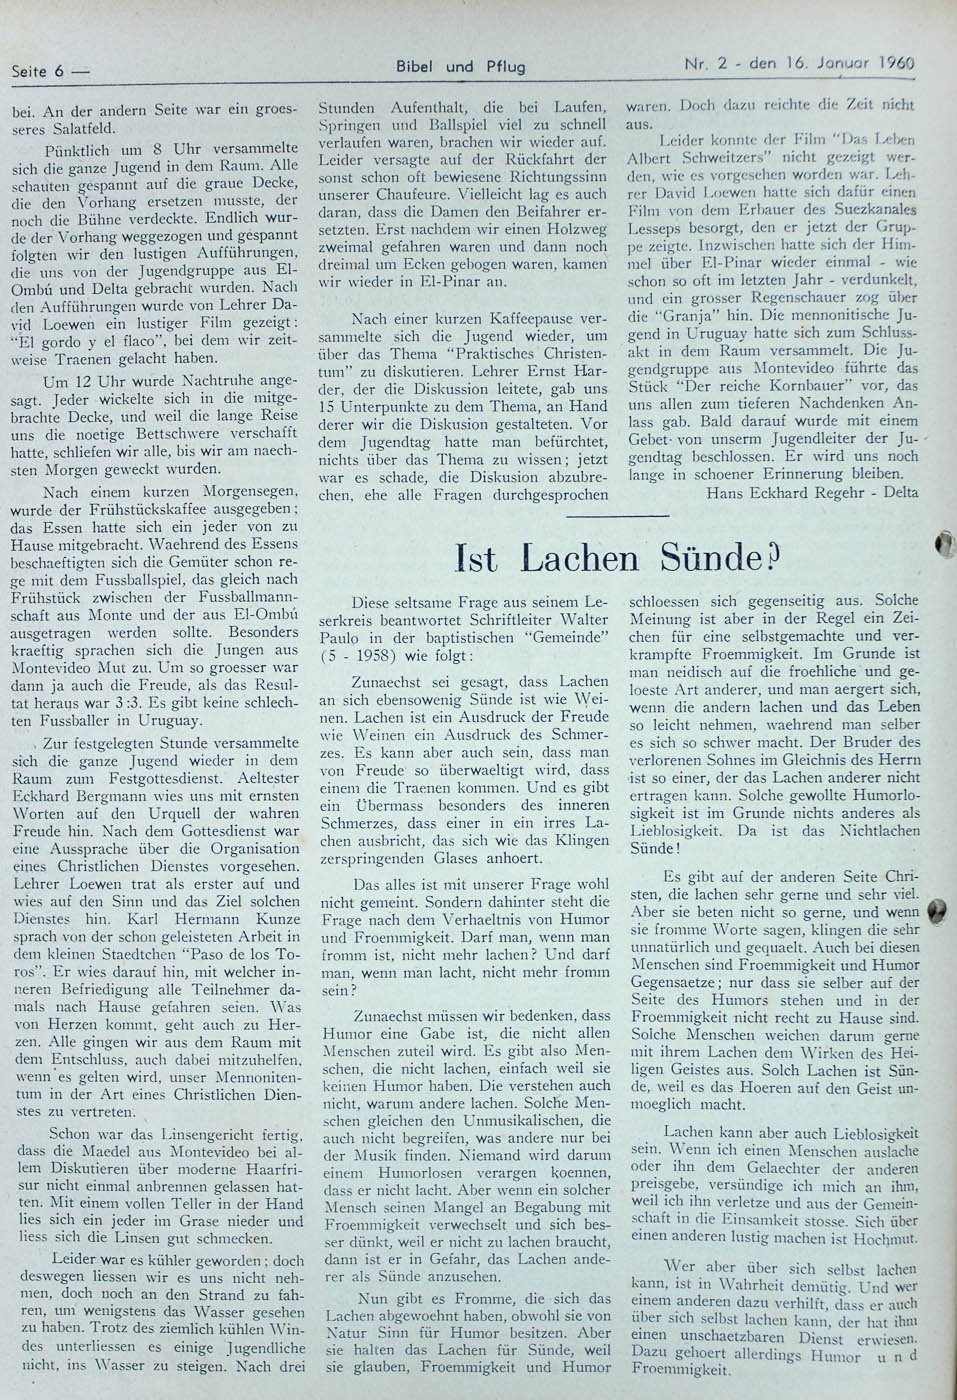 Seite 6 —
Bibel und Pflug
Nr. 2 - den 16. Januar 1960
bei. An der andern Seite war ein groes-
seres Salatfeld.
Pünktlich um 8 Uhr versammelte
sich die ganze Jugend in dem Raum. Alle
schauten gespannt auf die graue Decke,
die den Vorhang ersetzen musste, der
noch die Bühne verdeckte. Endlich wur-
de der Vorhang weggezogen und gespannt
folgten wir den lustigen Aufführungen,
die uns von der Jugendgruppe aus El-
Ombú und Delta gebracht wurden. Nach
den Aufführungen wurde von Lehrer Da-
vid Loewen ein lustiger Film gezeigt:
"El gordo y el flaco", bei dem wir zeit-
weise Traenen gelacht haben.
Um 12 Uhr wurde Nachtruhe ange-
sagt. Jeder wickelte sich in die mitge-
brachte Decke, und weil die lange Reise
uns die noetige Bettschwere verschafft
hatte, schliefen wir alle, bis wir am naech-
sten Morgen geweckt wurden.
Nach einem kurzen Morgensegen,
wurde der Frühstückskaffee ausgegeben;
das Essen hatte sich ein jeder von zu
Hause mitgebracht. Waehrend des Essens
beschaeftigten sich die Gemüter schon re-
ge mit dem Fussballspiel, das gleich nach
Frühstück zwischen der Fussballmann-
schaft aus Monte und der aus El-Ombú
ausgetragen werden sollte. Besonders
kraeftig sprachen sich die Jungen aus
Montevideo Mut zu. Um so groesser war
dann ja auch die Freude, als das Resul-
tat heraus war 3:3. Es gibt keine schlech-
ten Fussballer in Uruguay.
Zur festgelegten Stunde versammelte
sich die ganze Jugend wieder in dem
Raum zum Festgottesdienst. Aeltester
Eckhard Bergmann wies uns mit ernsten
Worten auf den Urquell der wahren
Freude hin. Nach dem Gottesdienst war
eine Aussprache über die Organisation
eines Christlichen Dienstes vorgesehen.
Lehrer Loewen trat als erster auf und
wies auf den Sinn und das Ziel solchen
Dienstes hin. Karl Hermann Kunze
sprach von der schon geleisteten Arbeit in
dem kleinen Staedtchen "Paso de los To-
ros". Er wies darauf hin, mit welcher in-
neren Befriedigung alle Teilnehmer da-
mals nach Hause gefahren seien. Was
von Herzen kommt, geht auch zu Her-
zen. Alle gingen wir aus dem Raum mit
dem Entschluss, auch dabei mitzuhelfen,
wenn es gelten wird, unser Mennoniten-
tum in der Art eines Christlichen Dien-
stes zu vertreten.
Schon war das Linsengericht fertig,
dass die Maedel aus Montevideo bei al-
lem Diskutieren über moderne Haarfri-
sur nicht einmal anbrennen gelassen hat-
ten. Mit einem vollen Teller in der Hand
lies sich ein jeder im Grase nieder und
liess sich die Linsen gut schmecken.
Leider war es kühler geworden; doch
deswegen liessen wir es uns nicht neh-
men, doch noch an den Strand zu fah-
ren, um wenigstens das Wasser gesehen
zu haben. Trotz des ziemlich kühlen Win-
des unterliessen es einige Jugendliche
nicht, ins Wasser zu steigen. Nach drei
Stunden Aufenthalt, die bei Laufen,
Springen und Ballspiel viel zu schnell
verlaufen waren, brachen wir wieder auf.
Leider versagte auf der Rückfahrt der
sonst schon oft bewiesene Richtungssinn
unserer Chaufeure. Vielleicht lag es auch
daran, dass die Damen den Beifahrer er-
setzten. Erst nachdem wir einen Holzweg
zweimal gefahren waren und dann noch
dreimal um Ecken gebogen waren, kamen
wir wieder in El-Pinar an.
Nach einer kurzen Kaffeepause ver-
sammelte sich die Jugend wieder, um
über das Thema "Praktisches Christen-
tum" zu diskutieren. Lehrer Ernst Har-
der, der die Diskussion leitete, gab uns
15 Unterpunkte zu dem Thema, an Hand
derer wir die Diskusion gestalteten. Vor
dem Jugendtag hatte man befürchtet,
nichts über das Thema zu wissen; jetzt
war es schade, die Diskusion abzubre-
chen, ehe alle Fragen durchgesprochen
waren. Doch dazu reichte die Zeit nicht
aus.
Leider konnte der Film "Das Leben
Albert Schweitzers" nicht gezeigt wer-
den, wie es vorgesehen worden war. Leh-
rer David Loewen hatte sich dafür einen
Film von dem Erbauer des Suezkanales
Lesseps besorgt, den er jetzt der Grup-
pe zeigte. Inzwischen hatte sich der Him-
mel über El-Pinar wieder einmal - wie
schon so oft im letzten Jahr - verdunkelt,
und ein grosser Regenschauer zog über
die "Granja" hin. Die mennonitische Ju-
gend in Uruguay hatte sich zum Schluss-
akt in dem Raum versammelt. Die Ju-
gendgruppe aus Montevideo führte das
Stück "Der reiche Kornbauer" vor, das
uns allen zum tieferen Nachdenken An-
lass gab. Bald darauf wurde mit einem
Gebet von unserm Jugendleiter der Ju-
gendtag beschlossen. Er wird uns noch
lange in schoener Erinnerung bleiben.
Hans Eckhard Regehr - Delta
Ist Lachen Sünde?
Diese seltsame Frage aus seinem Le-
serkreis beantwortet Schriftleiter Walter
Paulo in der baptistischen "Gemeinde"
(5 - 1958) wie folgt:
Zunaechst sei gesagt, dass Lachen
an sich ebensowenig Sünde ist wie Wei-
nen. Lachen ist ein Ausdruck der Freude
wie Weinen ein Ausdruck des Schmer-
zes. Es kann aber auch sein, dass man
von Freude so überwaeltigt wird, dass
einem die Traenen kommen. Und es gibt
ein Übermass besonders des inneren
Schmerzes, dass einer in ein irres La-
chen ausbricht, das sich wie das Klingen
zerspringenden Glases anhoert.
Das alles ist mit unserer Frage wohl
nicht gemeint. Sondern dahinter steht die
Frage nach dem Verhaeltnis von Humor
und Froemmigkeit. Darf man, wenn man
fromm ist, nicht mehr lachen? Und darf
man, wenn man lacht, nicht mehr fromm
sein?
Zunaechst müssen wir bedenken, dass
Humor eine Gabe ist, die nicht allen
Menschen zuteil wird. Es gibt also Men-
schen, die nicht lachen, einfach weil sie
keinen Humor haben. Die verstehen auch
nicht, warum andere lachen. Solche Men-
schen gleichen den Unmusikalischen, die
auch nicht begreifen, was andere nur bei
der Musik finden. Niemand wird darum
einem Humorlosen verargen koennen,
dass er nicht lacht. Aber wenn ein solcher
Mensch seinen Mangel an Begabung mit
Froemmigkeit verwechselt und sich bes-
ser dünkt, weil er nicht zu lachen braucht,
dann ist er in Gefahr, das Lachen ande-
rer als Sünde anzusehen.
Nun gibt es Fromme, die sich das
Lachen abgewoehnt haben, obwohl sie von
Natur Sinn für Humor besitzen. Aber
sie halten das Lachen für Sünde, weil
sie glauben, Froemmigkeit und Humor
schloessen sich gegenseitig aus. Solche
Meinung ist aber in der Regel ein Zei-
chen für eine selbstgemachte und ver-
krampfte Froemmigkeit. Im Grunde ist
man neidisch auf die froehliche und ge-
loeste Art anderer, und man aergert sich,
wenn die andern lachen und das Leben
so leicht nehmen, waehrend man selber
es sich so schwer macht. Der Bruder des
verlorenen Sohnes im Gleichnis des Herrn
ist so einer, der das Lachen anderer nicht
ertragen kann. Solche gewollte Humorlo-
sigkeit ist im Grunde nichts anderes als
Lieblosigkeit. Da ist das Nichtlachen
Sünde!
Es gibt auf der anderen Seite Chri-
sten, die lachen sehr gerne und sehr viel.
Aber sie beten nicht so gerne, und wenn
sie fromme Worte sagen, klingen die sehr
unnatürlich und gequaelt. Auch bei diesen
Menschen sind Froemmigkeit und Humor
Gegensaetze; nur dass sie selber auf der
Seite des Humors stehen und in der
Froemmigkeit nicht recht zu Hause sind.
Solche Menschen weichen darum gerne
mit ihrem Lachen dem Wirken des Hei-
ligen Geistes aus. Solch Lachen ist Sün-
de, weil es das Hoeren auf den Geist un-
moeglich macht.
Lachen kann aber auch Lieblosigkeit
sein. Wenn ich einen Menschen auslache
oder ihn dem Gelaechter der anderen
preisgebe, versündige ich mich an ihm,
weil ich ihn verletze und aus der Gemein-
schaft in die Einsamkeit stosse. Sich über
einen anderen lustig machen ist Hochmut.
Wer aber über sich selbst lachen
kann, ist in Wahrheit demütig. Und wer
einem anderen dazu verhilft, dass er auch
über sich selbst lachen kann, der hat ihm
einen unschaetzbaren Dienst erwiesen.
Dazu gehoert allerdings Humor u n d
Froemmigkeit.